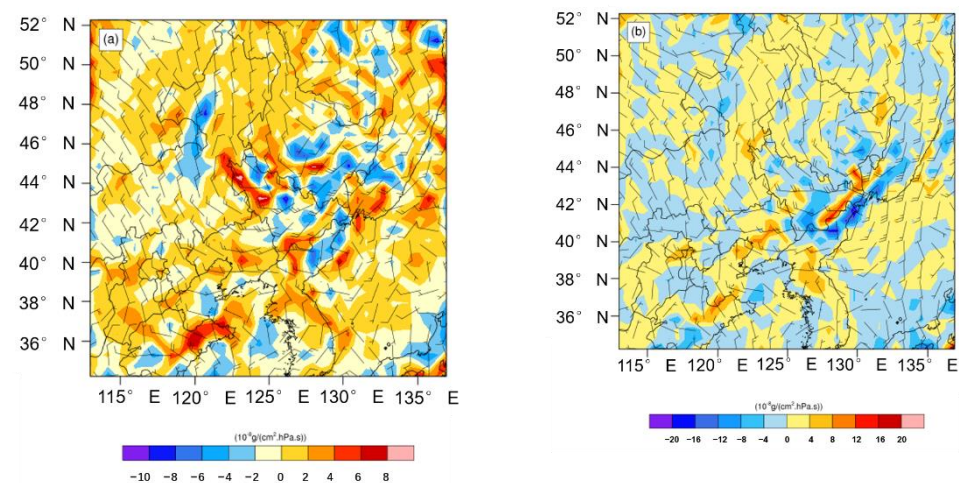 (a)
52° N
50° N
48° N
46° N
44° N
42° N
40° N
38° N
36° N
115° E 120° E 125° E 130° E 135° E
(10⁻⁸g/(cm².hPa.s))
−10 −8 −6 −4 −2 0 2 4 6 8
(b)
52° N
50° N
48° N
46° N
44° N
42° N
40° N
38° N
36° N
115° E 120° E 125° E 130° E 135° E
(10⁻⁸g/(cm².hPa.s))
−20 −16 −12 −8 −4 0 4 8 12 16 20